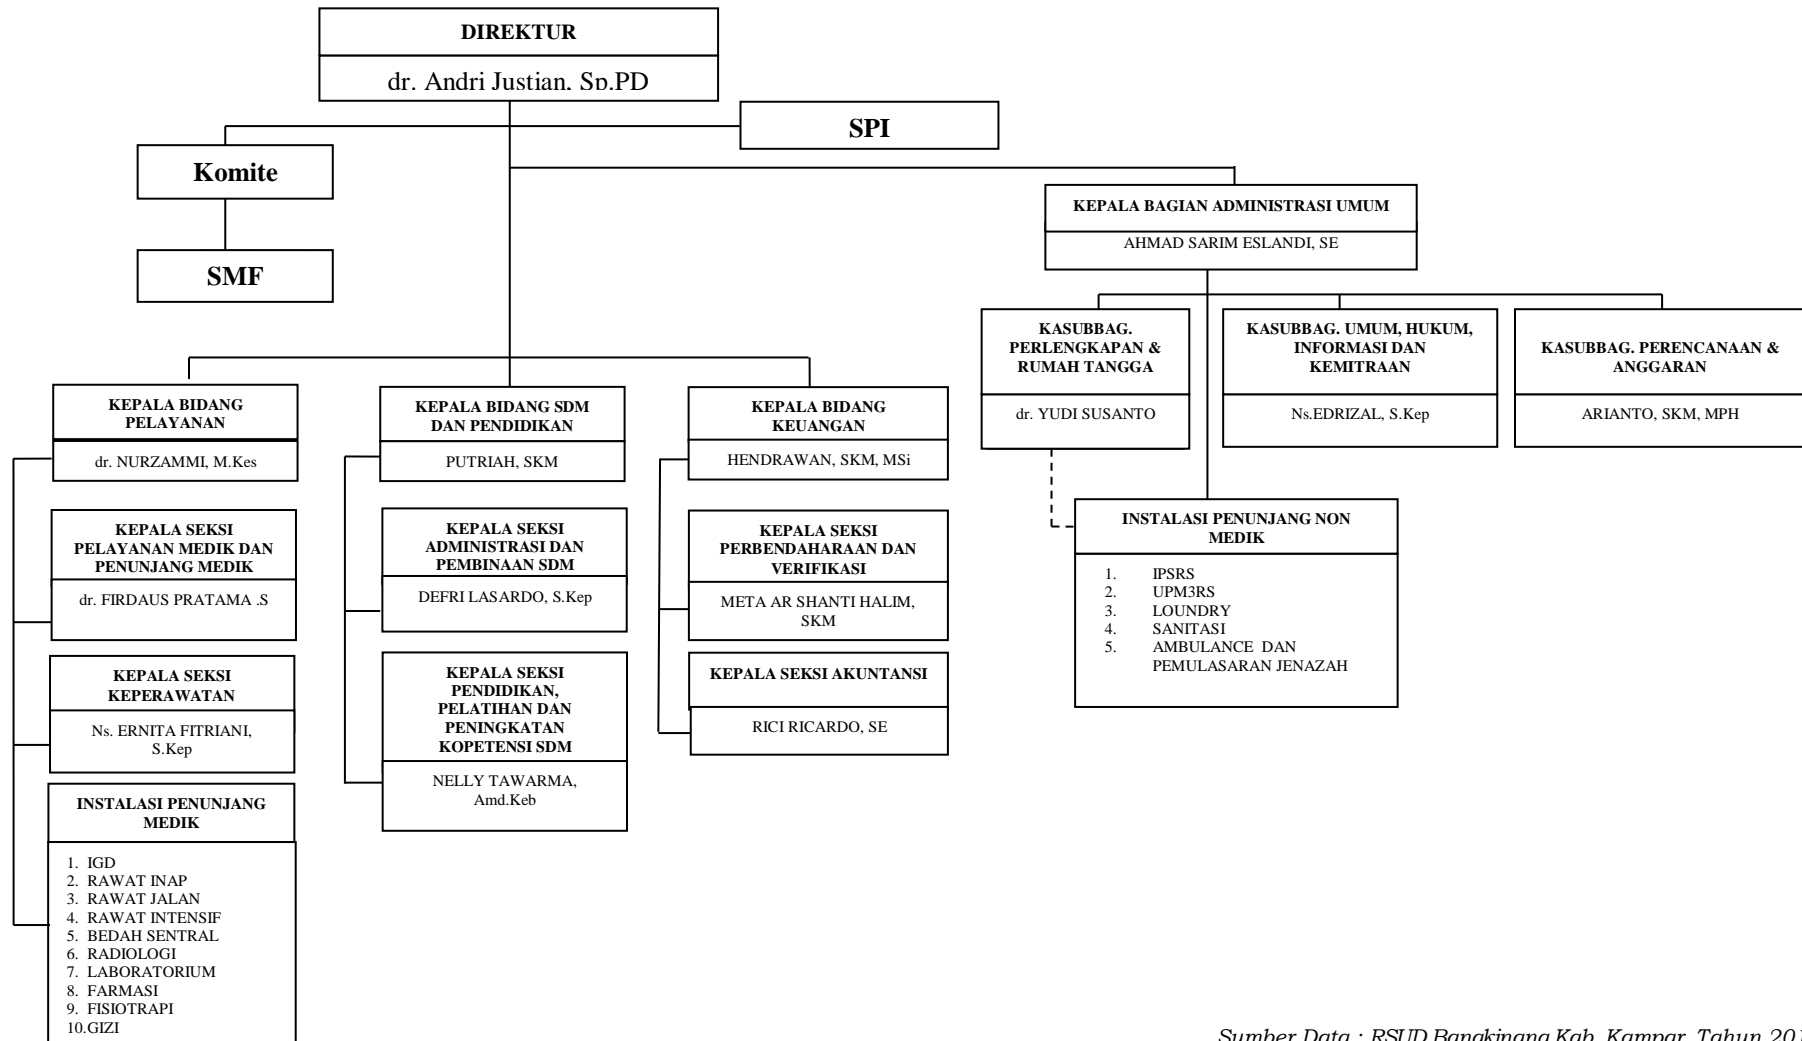 DIREKTUR
dr. Andri Justian, Sp.PD
SPI
Komite
SMF
KEPALA BAGIAN ADMINISTRASI UMUM
AHMAD SARIM ESLANDI, SE
KASUBBAG.
PERLENGKAPAN &
RUMAH TANGGA
dr. YUDI SUSANTO
KASUBBAG. UMUM, HUKUM,
INFORMASI DAN
KEMITRAAN
Ns.EDRIZAL, S.Kep
KASUBBAG. PERENCANAAN &
ANGGARAN
ARIANTO, SKM, MPH
KEPALA BIDANG
PELAYANAN
dr. NURZAMMI, M.Kes
KEPALA SEKSI
PELAYANAN MEDIK DAN
PENUNJANG MEDIK
dr. FIRDAUS PRATAMA .S
KEPALA SEKSI
KEPERAWATAN
Ns. ERNITA FITRIANI,
S.Kep
INSTALASI PENUNJANG
MEDIK
1. IGD
2. RAWAT INAP
3. RAWAT JALAN
4. RAWAT INTENSIF
5. BEDAH SENTRAL
6. RADIOLOGI
7. LABORATORIUM
8. FARMASI
9. FISIOTRAPI
10.GIZI
KEPALA BIDANG SDM
DAN PENDIDIKAN
PUTRIAH, SKM
KEPALA SEKSI
ADMINISTRASI DAN
PEMBINAAN SDM
DEFRI LASARDO, S.Kep
KEPALA SEKSI
PENDIDIKAN,
PELATIHAN DAN
PENINGKATAN
KOPETENSI SDM
NELLY TAWARMA,
Amd.Keb
KEPALA BIDANG
KEUANGAN
HENDRAWAN, SKM, MSi
KEPALA SEKSI
PERBENDAHARAAN DAN
VERIFIKASI
META AR SHANTI HALIM,
SKM
KEPALA SEKSI AKUNTANSI
RICI RICARDO, SE
INSTALASI PENUNJANG NON
MEDIK
1. IPSRS
2. UPM3RS
3. LOUNDRY
4. SANITASI
5. AMBULANCE DAN
PEMULASARAN JENAZAH
Sumber Data : RSUD Bangkinang Kab. Kampar Tahun